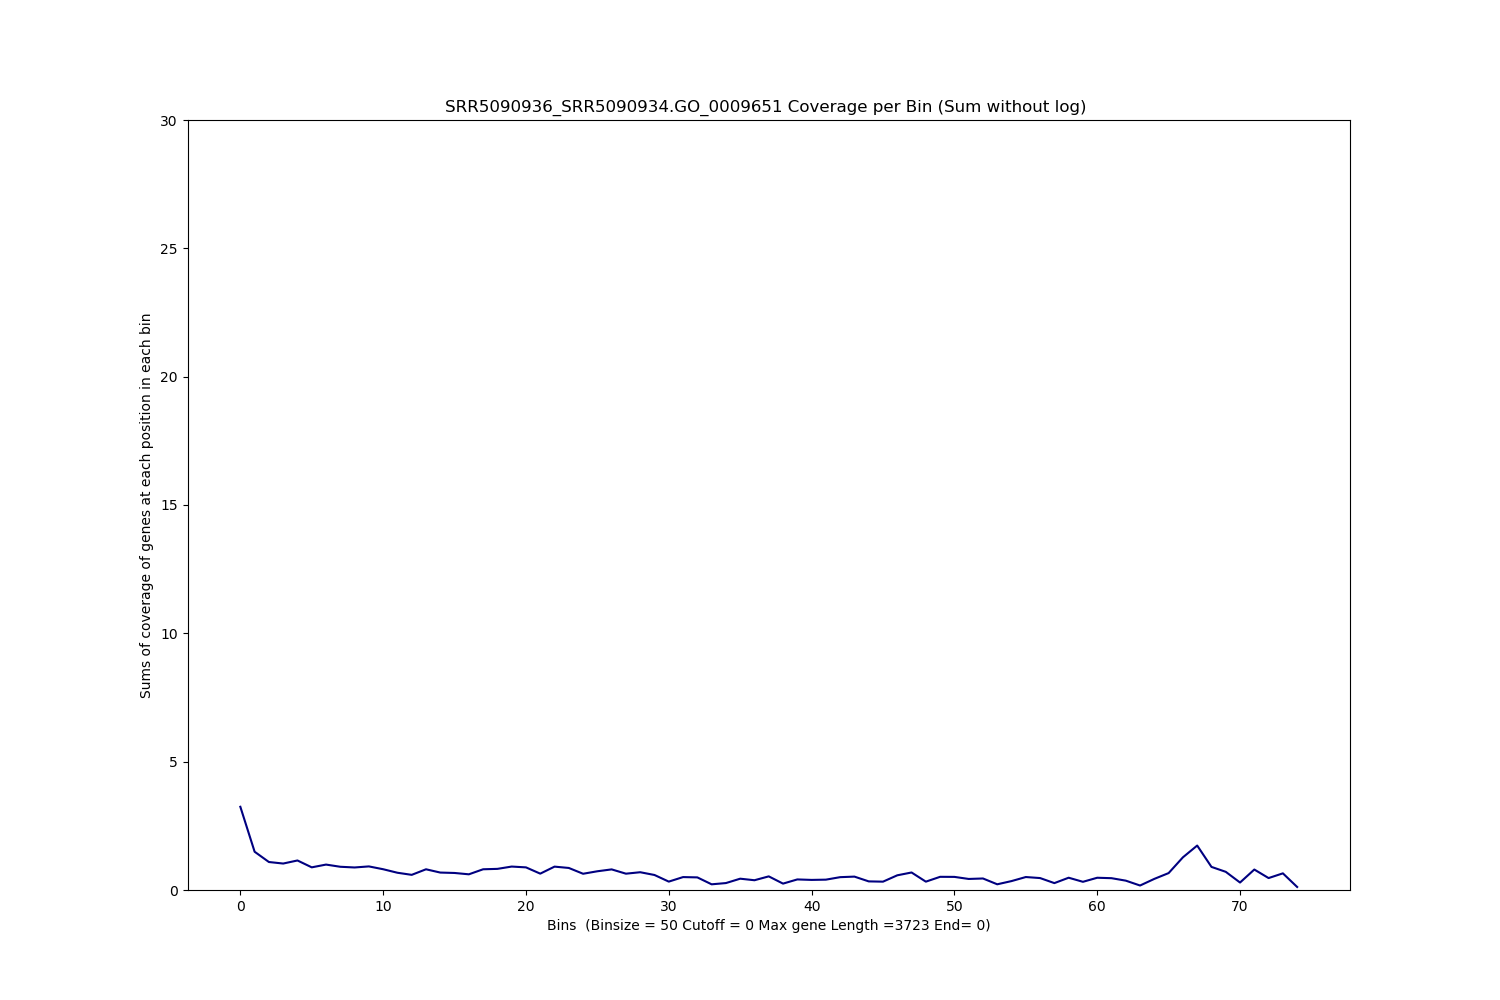 SRR5090936_SRR5090934.GO_0009651 Coverage per Bin (Sum without log)
30
25
20
15
10
5
0
Sums of coverage of genes at each position in each bin
0 10 20 30 40 50 60 70
Bins  (Binsize = 50 Cutoff = 0 Max gene Length =3723 End= 0)